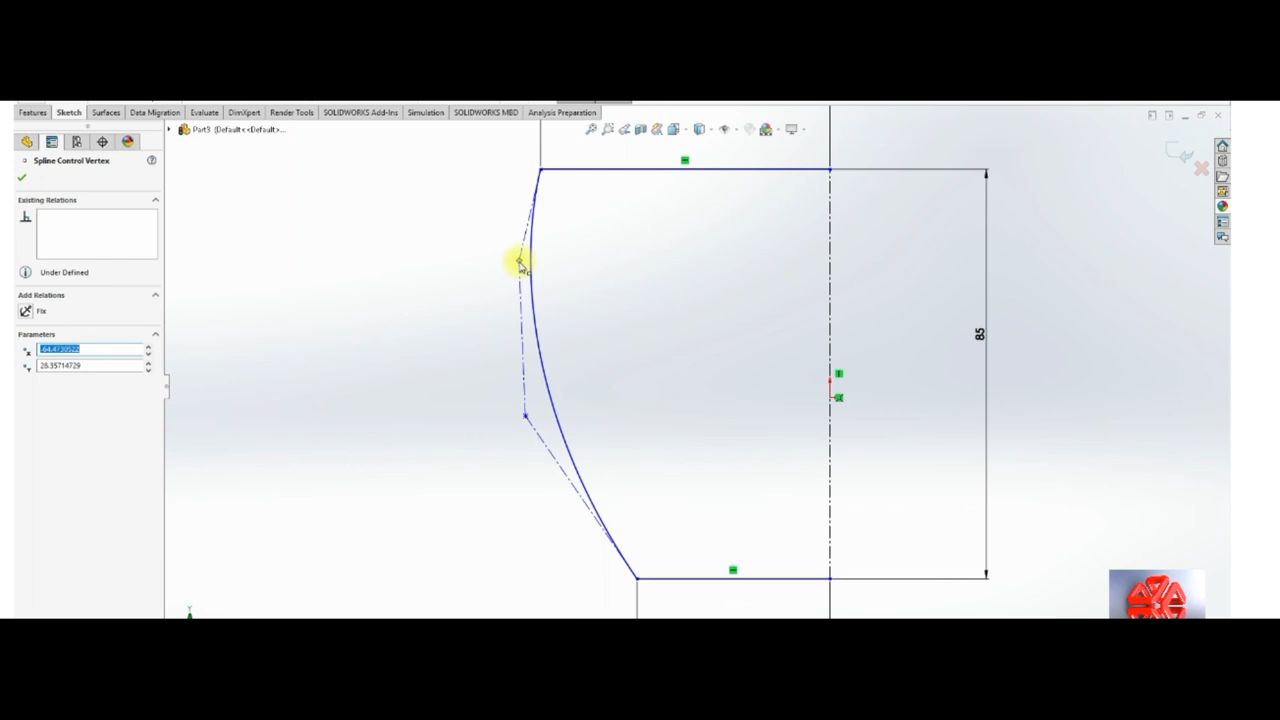 Features Sketch Surfaces Data Migration Evaluate DimXpert Render Tools SOLIDWORKS Add-Ins Simulation SOLIDWORKS MBD Analysis Preparation
Part3 (Default<<Default>...
Spline Control Vertex
Existing Relations
Under Defined
Add Relations
Fix
Parameters
28.35714729
85
Y